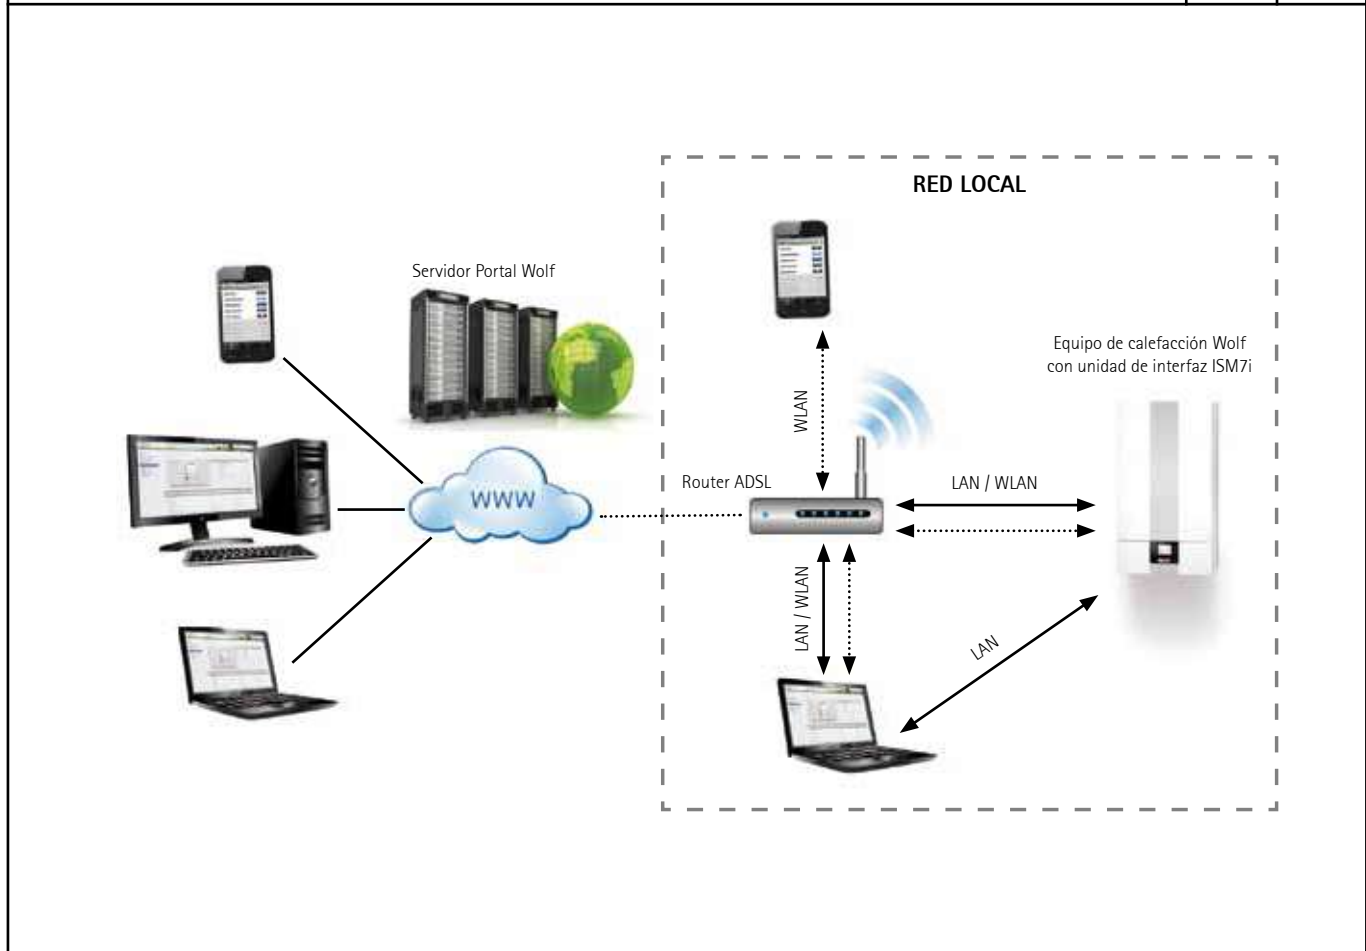 RED LOCAL
Servidor Portal Wolf
Equipo de calefacción Wolf
con unidad de interfaz ISM7i
WLAN
Router ADSL
LAN / WLAN
WWW
LAN / WLAN
LAN